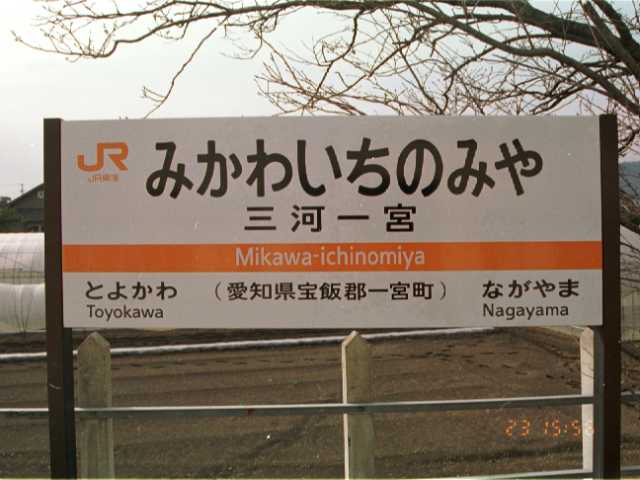 JR
JR東海
みかわいちのみや
三河一宮
Mikawa-ichinomiya
とよかわ
Toyokawa
(愛知県宝飯郡一宮町)
ながやま
Nagayama
23 15:53